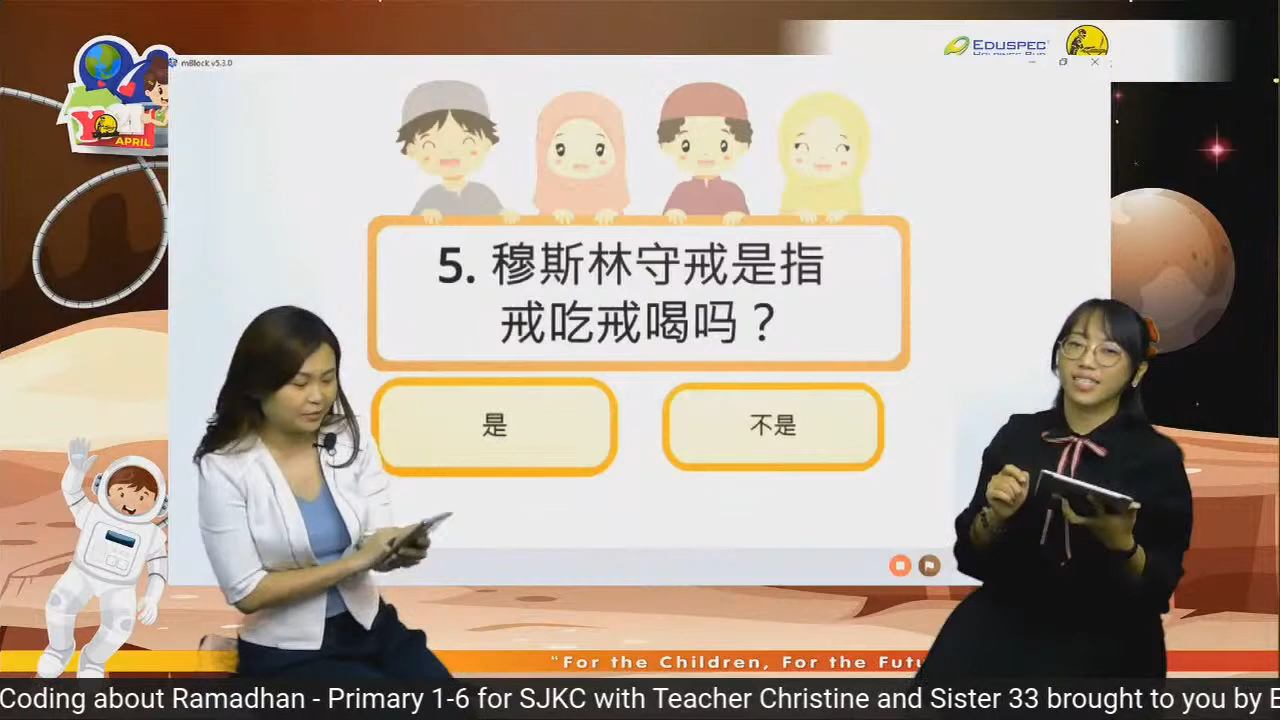 EDUSPEC
mBlock v5.3.0
APRIL
5. 穆斯林守戒是指
戒吃戒喝吗？
是
不是
"For the Children, For the Futu
Coding about Ramadhan - Primary 1-6 for SJKC with Teacher Christine and Sister 33 brought to you by E